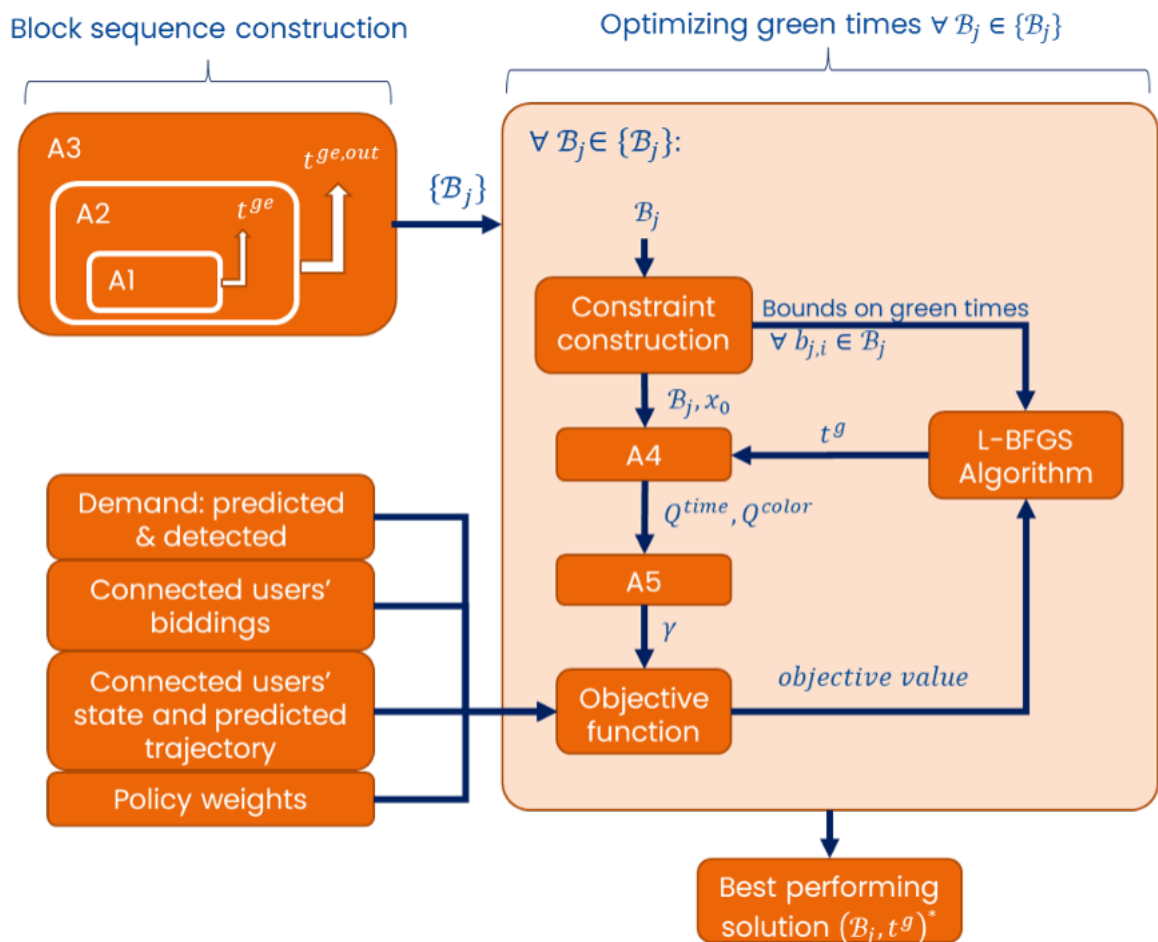 Block sequence construction
Optimizing green times ∀ ℬⱼ ∈ {ℬⱼ}
A3
t^{ge,out}
A2
t^{ge}
A1
{ℬⱼ}
∀ ℬⱼ ∈ {ℬⱼ}:
ℬⱼ
Constraint
construction
Bounds on green times
∀ b_{j,i} ∈ ℬⱼ
ℬⱼ, x₀
A4
t^g
L-BFGS
Algorithm
Q^{time}, Q^{color}
A5
γ
Objective
function
objective value
Demand: predicted
& detected
Connected users’
biddings
Connected users’
state and predicted
trajectory
Policy weights
Best performing
solution (ℬⱼ, t^g)^*